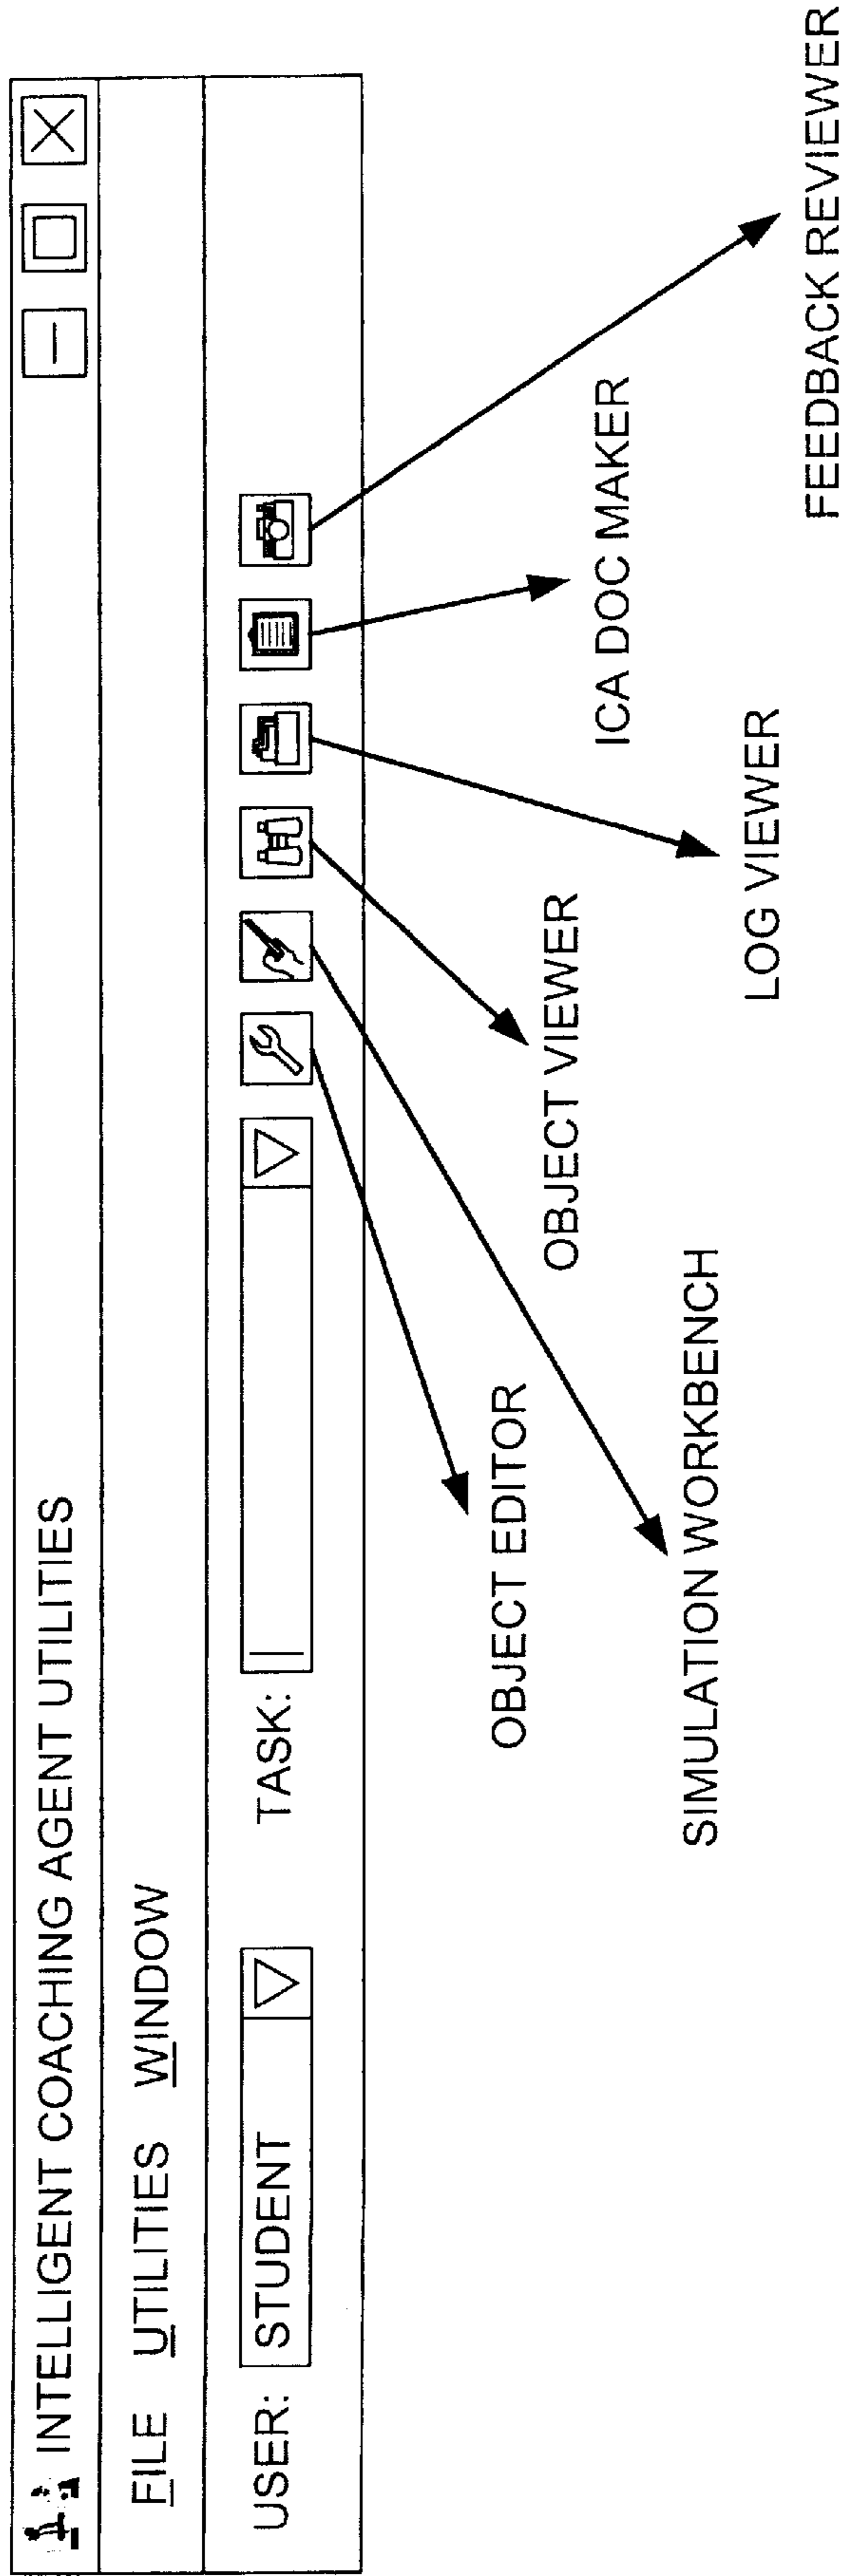 INTELLIGENT COACHING AGENT UTILITIES
FILE UTILITIES WINDOW
USER: STUDENT TASK:
OBJECT EDITOR
SIMULATION WORKBENCH
OBJECT VIEWER
LOG VIEWER
ICA DOC MAKER
FEEDBACK REVIEWER